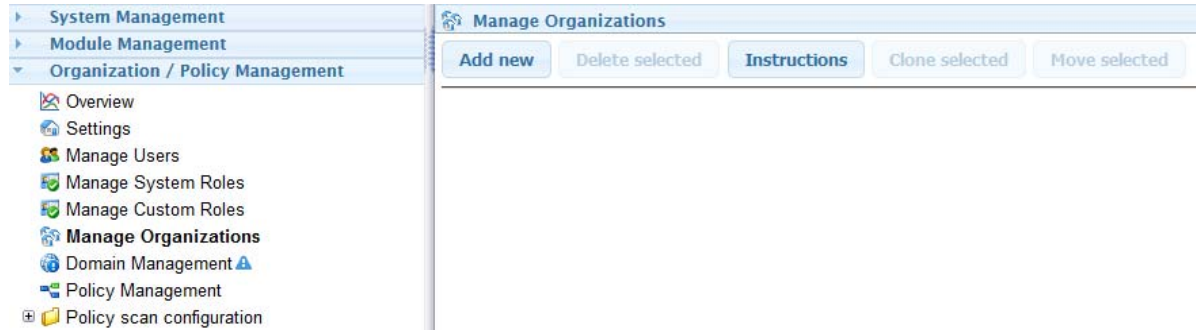 System Management
Module Management
Organization / Policy Management
Overview
Settings
Manage Users
Manage System Roles
Manage Custom Roles
Manage Organizations
Domain Management
Policy Management
Policy scan configuration
Manage Organizations
Add new Delete selected Instructions Clone selected Move selected